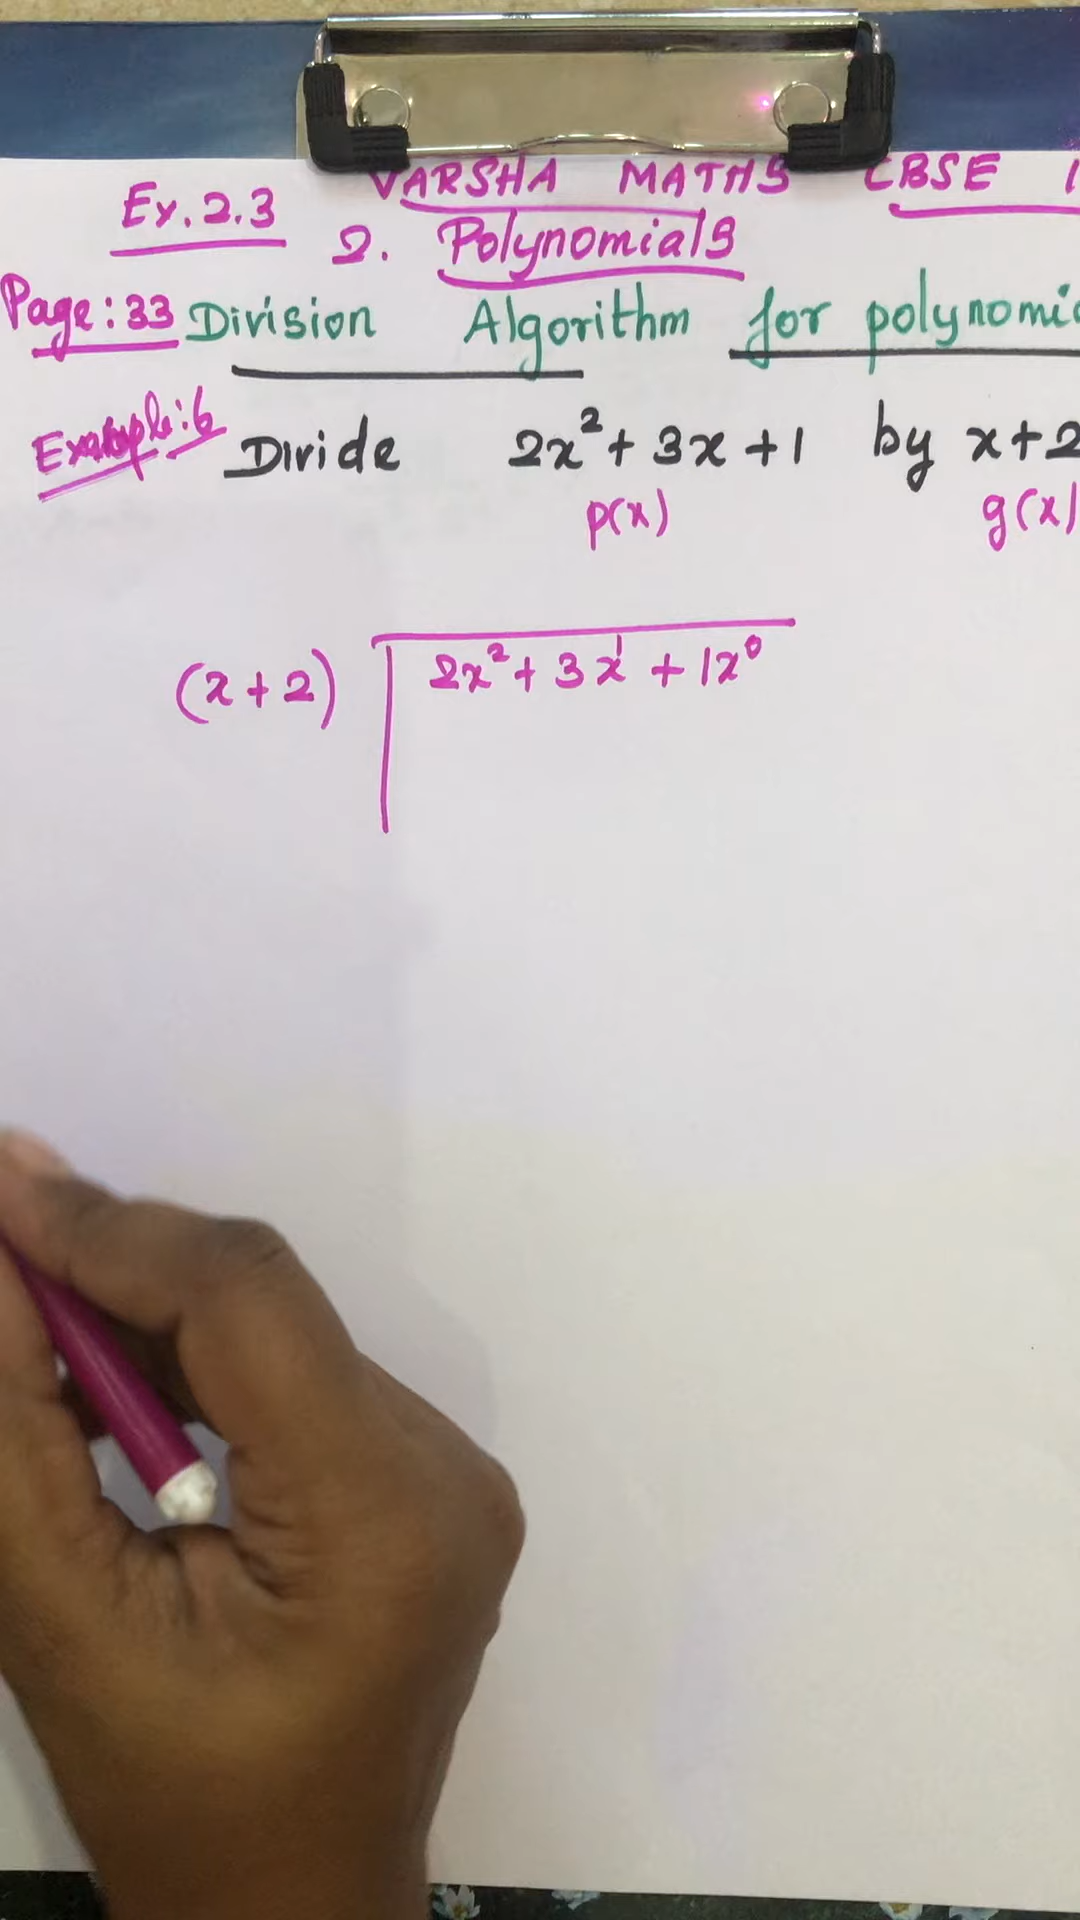 VARSHA MATHS CBSE 1
Ex. 2.3
2. Polynomials
Page:33 Division Algorithm for polynomi
Example:6 Divide 2x² + 3x + 1 by x+2
p(x) g(x)
(x+2) 2x² + 3x¹ + 1x⁰